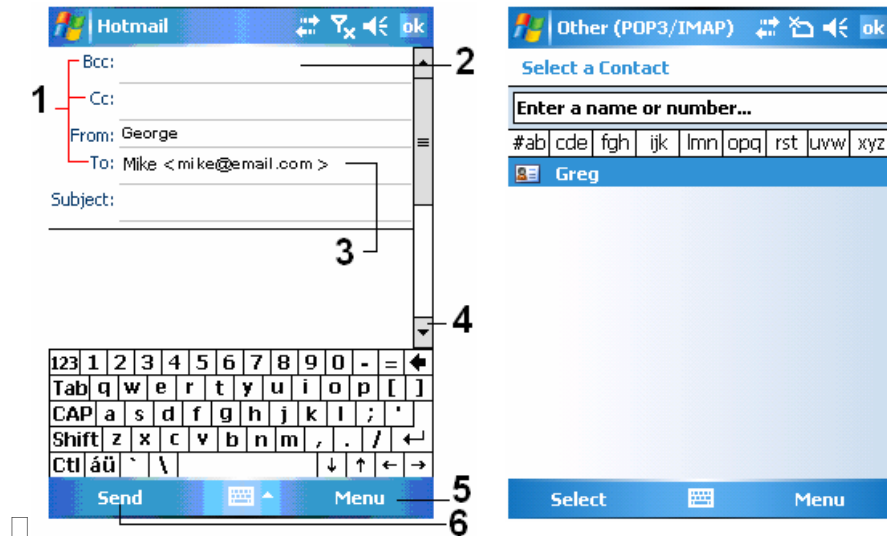 Hotmail ok
Bcc: 2
1 Cc:
From: George
To: Mike <mike@email.com>
Subject:
3
4
123 1 2 3 4 5 6 7 8 9 0 - =
Tab q w e r t y u i o p [ ]
CAP a s d f g h j k l ; '
Shift z x c v b n m , . /
Ctl áü ` \ ↓ ↑ ← →
Send Menu 5
6
Other (POP3/IMAP) ok
Select a Contact
Enter a name or number...
#ab cde fgh ijk lmn opq rst uvw xyz
Greg
Select Menu